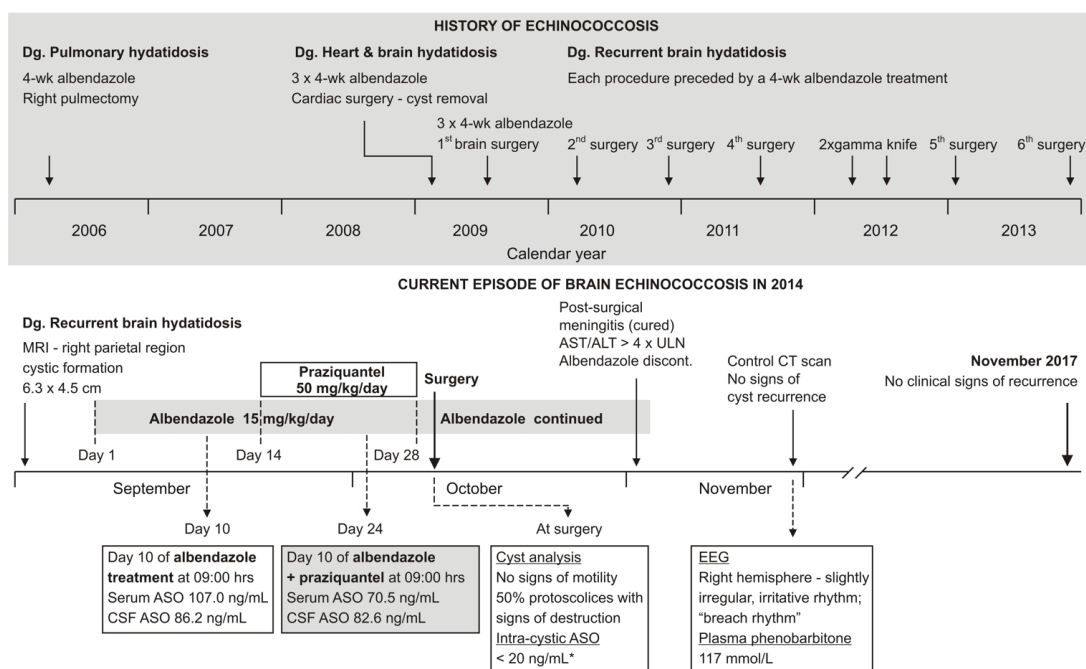 HISTORY OF ECHINOCOCCOSIS
Dg. Pulmonary hydatidosis
4-wk albendazole
Right pulmectomy
Dg. Heart & brain hydatidosis
3 x 4-wk albendazole
Cardiac surgery - cyst removal
3 x 4-wk albendazole
1st brain surgery
Dg. Recurrent brain hydatidosis
Each procedure preceded by a 4-wk albendazole treatment
2nd surgery
3rd surgery
4th surgery
2xgamma knife
5th surgery
6th surgery
2006
2007
2008
2009
2010
2011
2012
2013
Calendar year
CURRENT EPISODE OF BRAIN ECHINOCOCCOSIS IN 2014
Dg. Recurrent brain hydatidosis
MRI - right parietal region
cystic formation
6.3 x 4.5 cm
Praziquantel
50 mg/kg/day
Surgery
Post-surgical
meningitis (cured)
AST/ALT > 4 x ULN
Albendazole discont.
Control CT scan
No signs of
cyst recurrence
November 2017
No clinical signs of recurrence
Albendazole 15 mg/kg/day
Albendazole continued
Day 1
Day 14
Day 28
September
October
November
Day 10
Day 24
At surgery
Day 10 of albendazole
treatment at 09:00 hrs
Serum ASO 107.0 ng/mL
CSF ASO 86.2 ng/mL
Day 10 of albendazole
+ praziquantel at 09:00 hrs
Serum ASO 70.5 ng/mL
CSF ASO 82.6 ng/mL
Cyst analysis
No signs of motility
50% protoscolices with
signs of destruction
Intra-cystic ASO
< 20 ng/mL*
EEG
Right hemisphere - slightly
irregular, irritative rhythm;
“breach rhythm”
Plasma phenobarbitone
117 mmol/L